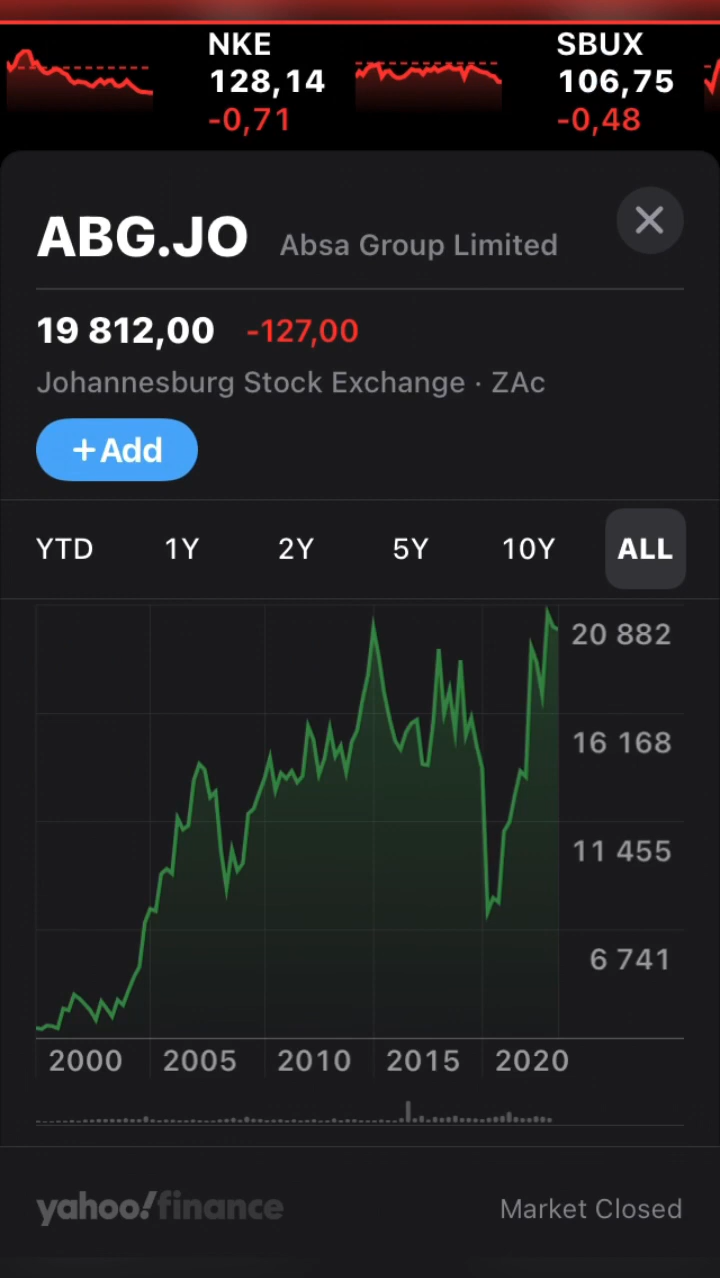 NKE
128,14
-0,71
SBUX
106,75
-0,48
ABG.JO Absa Group Limited
19 812,00 -127,00
Johannesburg Stock Exchange · ZAc
+Add
YTD 1Y 2Y 5Y 10Y ALL
20 882
16 168
11 455
6 741
2000 2005 2010 2015 2020
yahoo!finance
Market Closed